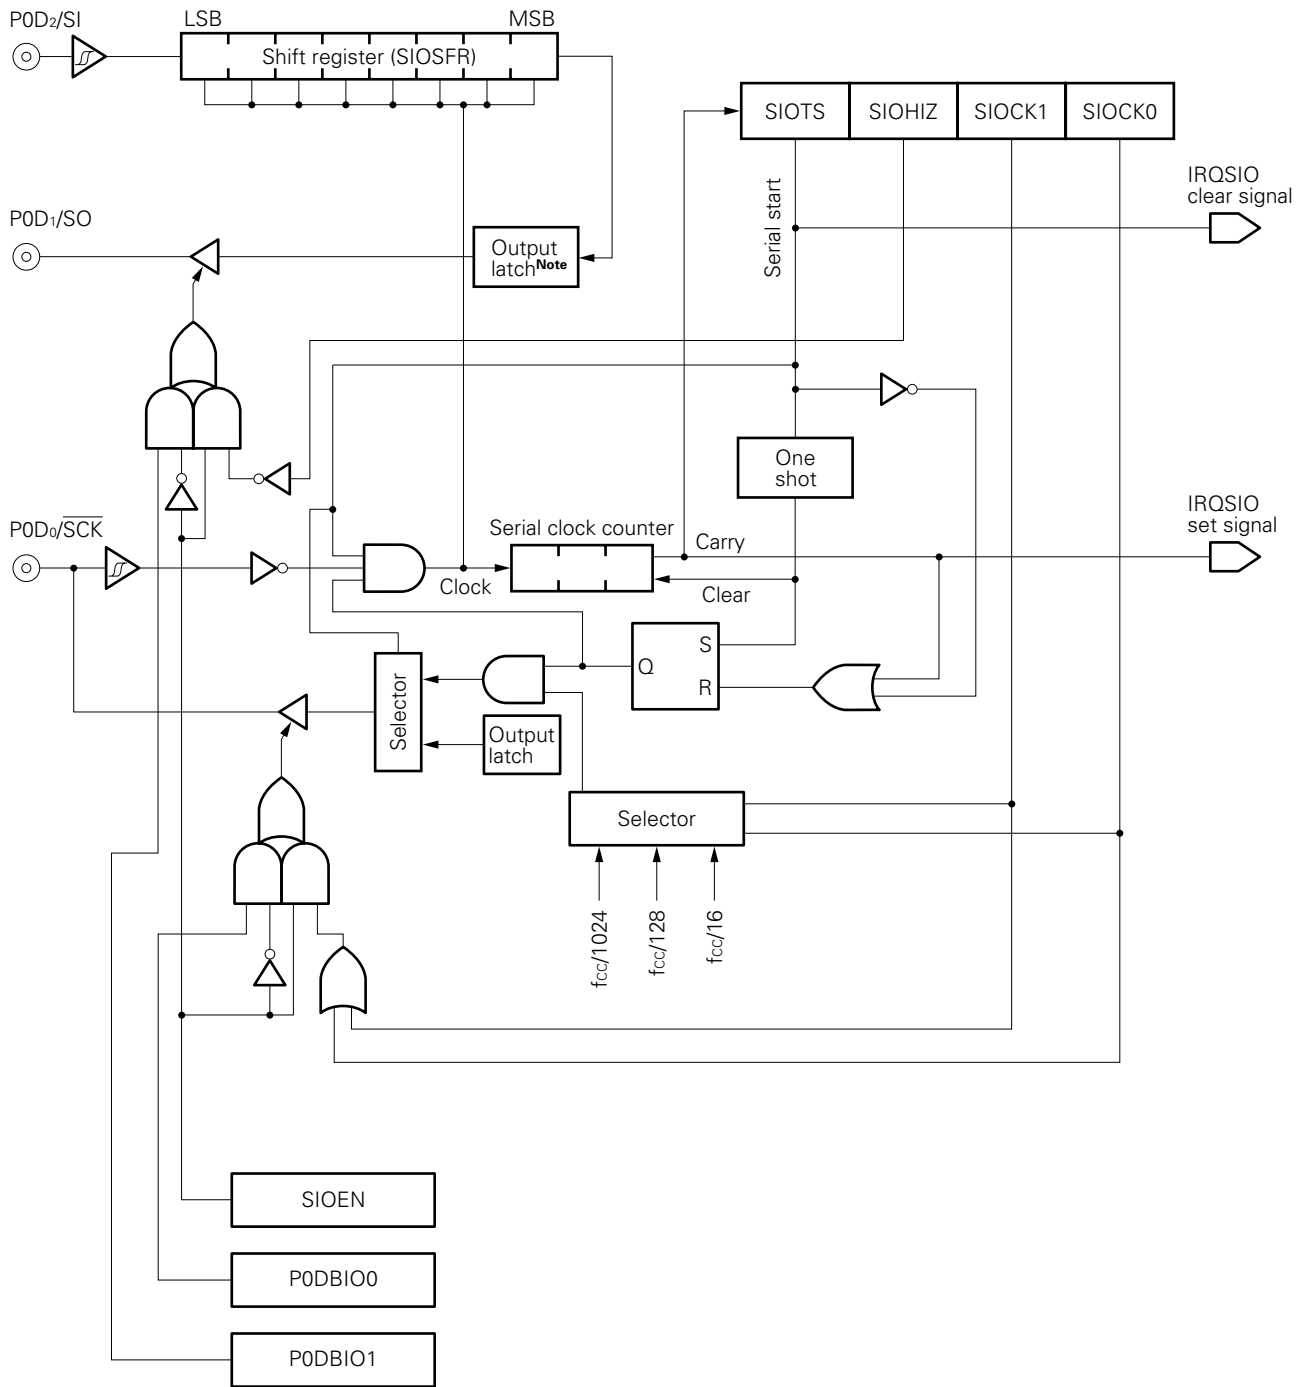 P0D₂/SI
LSB
MSB
Shift register (SIOSFR)
SIOTS
SIOHIZ
SIOCK1
SIOCK0
Serial start
IRQSIO
clear signal
P0D₁/SO
Output
latchNote
One
shot
P0D₀/S̅C̅K̅
Serial clock counter
Carry
IRQSIO
set signal
Clock
Clear
S
Q
R
Selector
Output
latch
Selector
fcc/1024
fcc/128
fcc/16
SIOEN
P0DBIO0
P0DBIO1